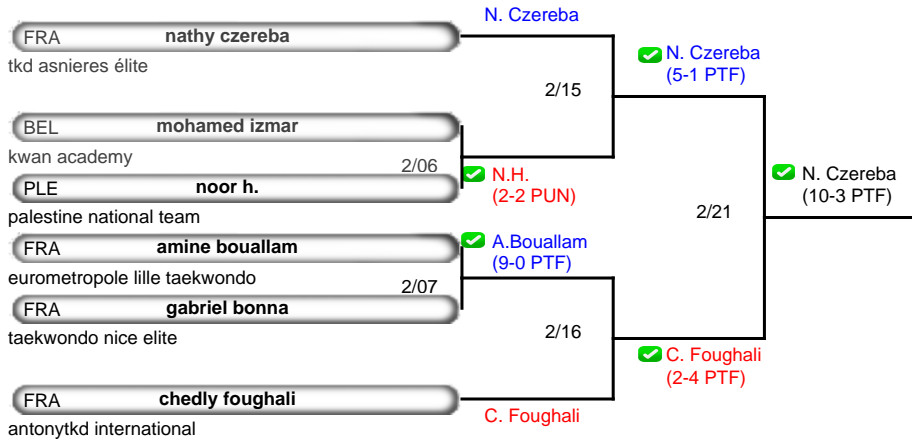 N. Czereba
FRA nathy czereba
tkd asnieres élite
N. Czereba
(5-1 PTF)
2/15
BEL mohamed izmar
kwan academy
2/06
PLE noor h.
N.H.
(2-2 PUN)
palestine national team
N. Czereba
(10-3 PTF)
2/21
FRA amine bouallam
A.Bouallam
(9-0 PTF)
eurometropole lille taekwondo
2/07
FRA gabriel bonna
taekwondo nice elite
2/16
C. Foughali
(2-4 PTF)
FRA chedly foughali
C. Foughali
antonytkd international